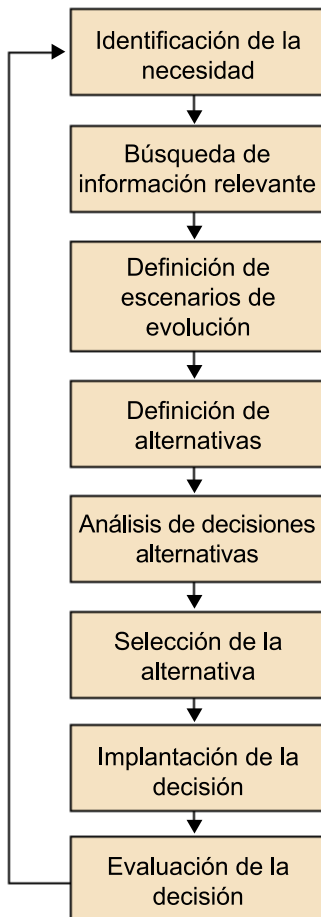 Identificación de la
necesidad
Búsqueda de
información relevante
Definición de
escenarios de
evolución
Definición de
alternativas
Análisis de decisiones
alternativas
Selección de la
alternativa
Implantación de la
decisión
Evaluación de la
decisión